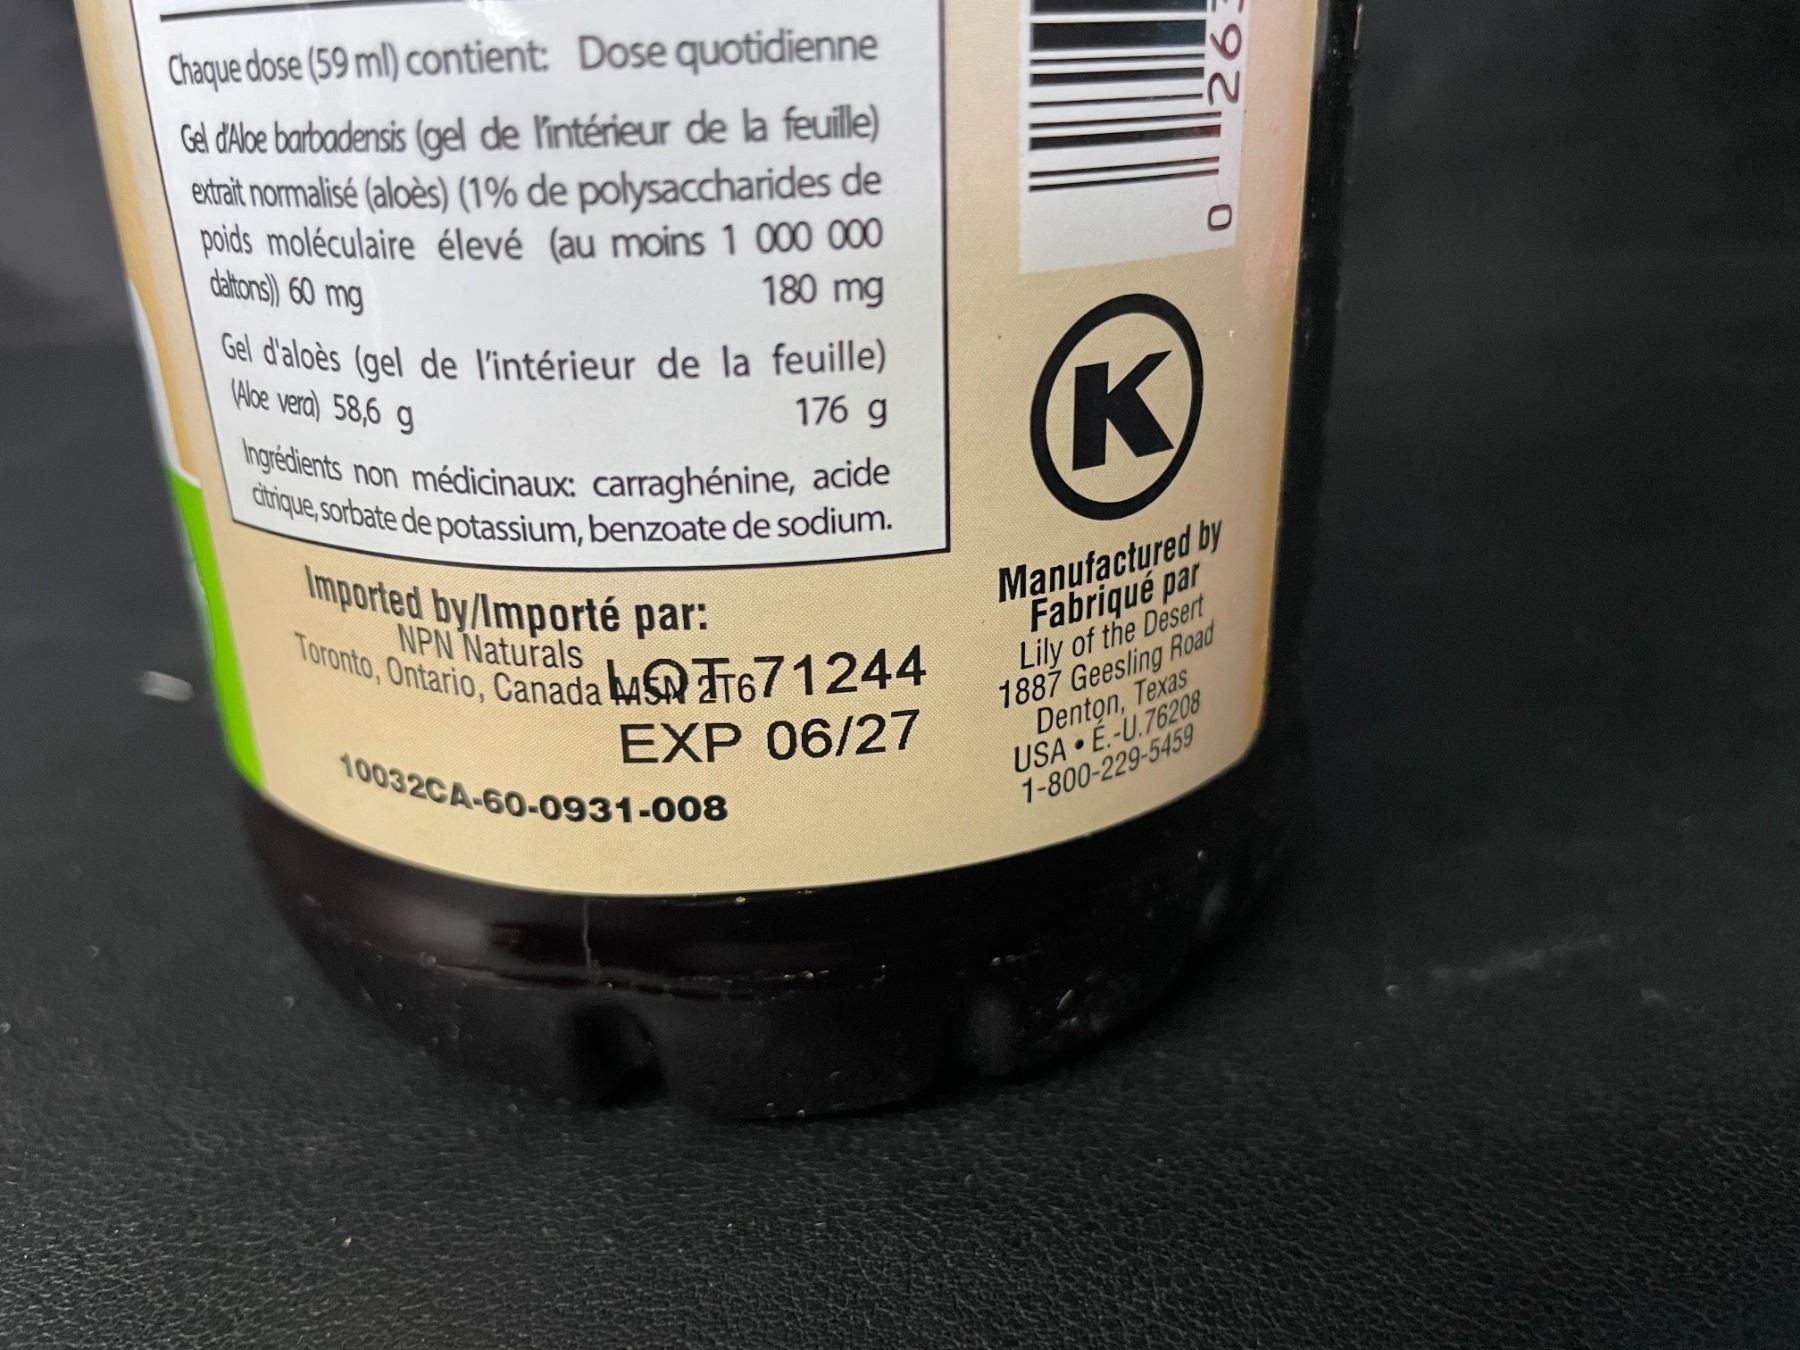 Chaque dose (59 ml) contient: Dose quotidienne
Gel d'Aloe barbadensis (gel de l'intérieur de la feuille)
extrait normalisé (aloès) (1% de polysaccharides de
poids moléculaire élevé (au moins 1 000 000
daltons)) 60 mg 180 mg
Gel d'aloès (gel de l'intérieur de la feuille)
(Aloe vera) 58,6 g 176 g
Ingrédients non médicinaux: carraghénine, acide
citrique, sorbate de potassium, benzoate de sodium.
Imported by/Importé par:
NPN Naturals
Toronto, Ontario, Canada M5N 2T6
LOT 71244
EXP 06/27
10032CA-60-0931-008
0 263
K
Manufactured by
Fabriqué par
Lily of the Desert
1887 Geesling Road
Denton, Texas
USA • É.-U. 76208
1-800-229-5459